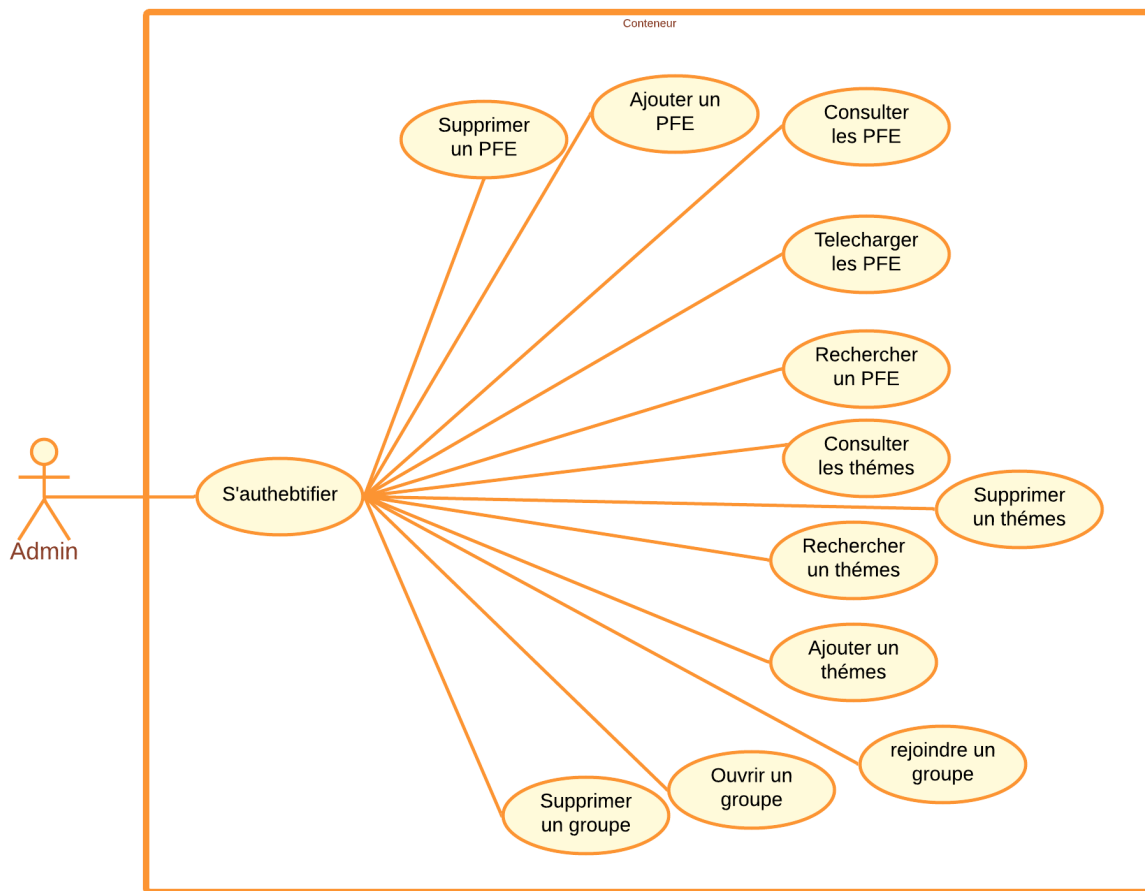 Conteneur
Ajouter un
PFE
Consulter
les PFE
Supprimer
un PFE
Telecharger
les PFE
Rechercher
un PFE
Consulter
les thémes
S'authebtifier
Supprimer
un thémes
Admin
Rechercher
un thémes
Ajouter un
thémes
rejoindre un
groupe
Ouvrir un
groupe
Supprimer
un groupe